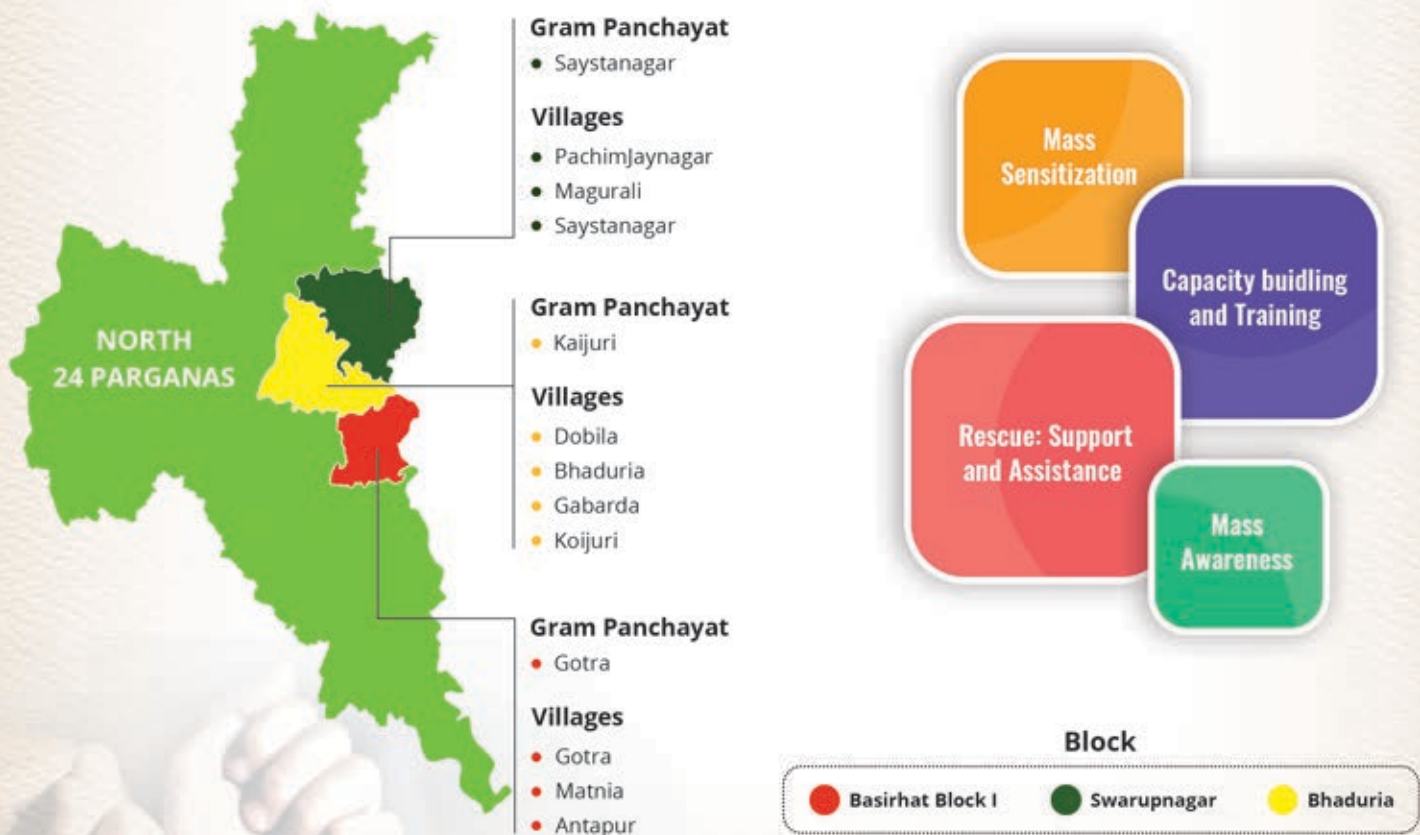 Gram Panchayat
Saystanagar
Villages
PachimJaynagar
Magurali
Saystanagar
NORTH
24 PARGANAS
Gram Panchayat
Kaijuri
Villages
Dobila
Bhaduria
Gabarda
Koijuri
Gram Panchayat
Gotra
Villages
Gotra
Matnia
Antapur
Mass
Sensitization
Capacity buidling
and Training
Rescue: Support
and Assistance
Mass
Awareness
Block
Basirhat Block I
Swarupnagar
Bhaduria